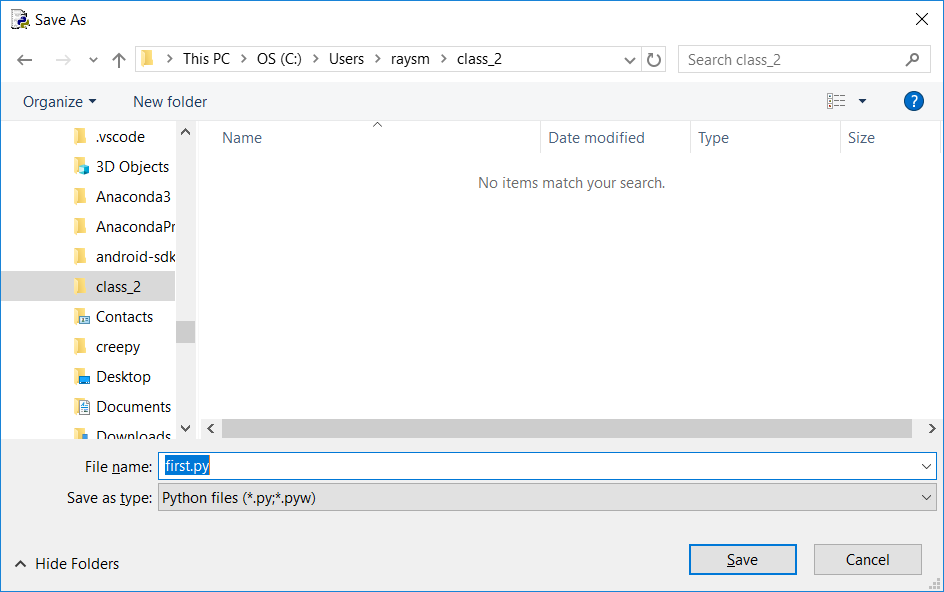 Save As
This PC > OS (C:) > Users > raysm > class_2
Search class_2
Organize
New folder
?
.vscode
3D Objects
Anaconda3
AnacondaPr
android-sdk
class_2
Contacts
creepy
Desktop
Documents
Downloads
Name
Date modified
Type
Size
No items match your search.
File name: first.py
Save as type: Python files (*.py;*.pyw)
Hide Folders
Save
Cancel